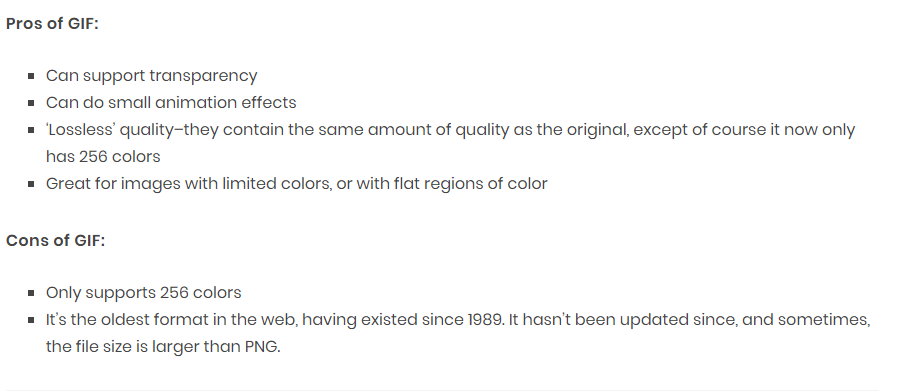 Pros of GIF:
Can support transparency
Can do small animation effects
‘Lossless’ quality–they contain the same amount of quality as the original, except of course it now only
has 256 colors
Great for images with limited colors, or with flat regions of color
Cons of GIF:
Only supports 256 colors
It’s the oldest format in the web, having existed since 1989. It hasn’t been updated since, and sometimes,
the file size is larger than PNG.